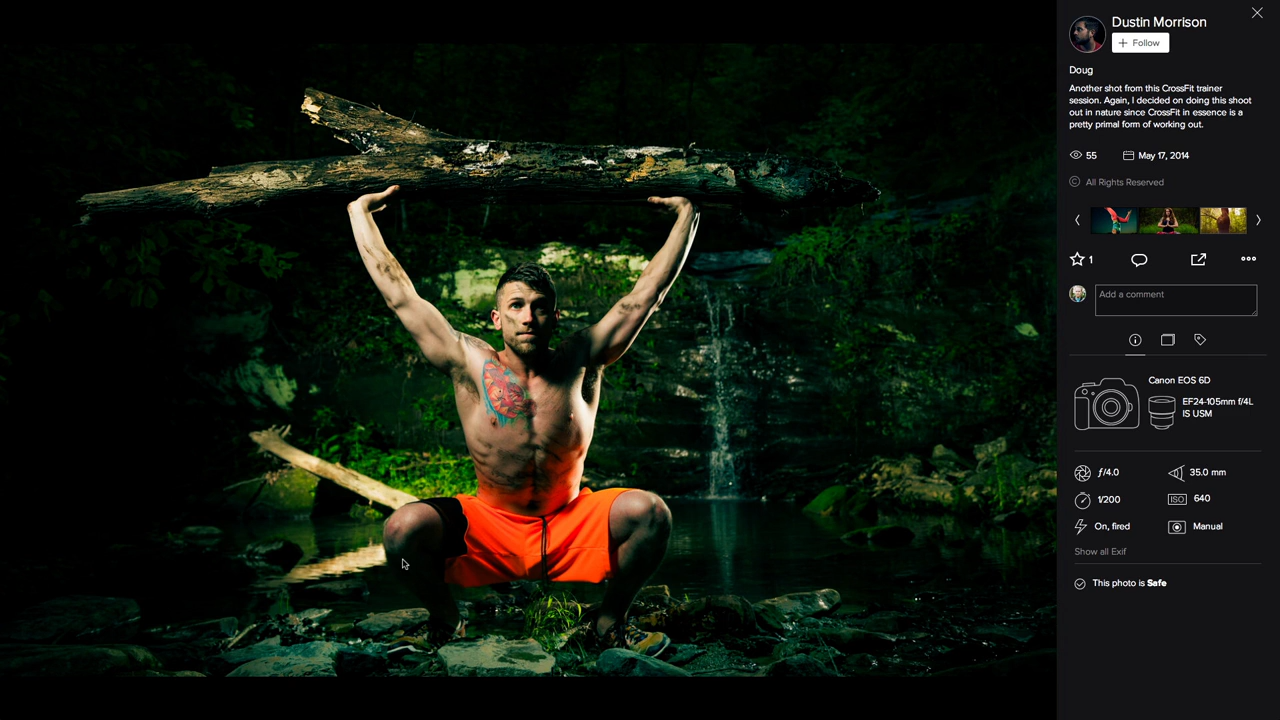 Dustin Morrison
Follow
Doug
Another shot from this CrossFit trainer
session. Again, I decided on doing this shoot
out in nature since CrossFit in essence is a
pretty primal form of working out.
55
May 17, 2014
All Rights Reserved
1
Add a comment
Canon EOS 6D
EF24-105mm f/4L
IS USM
ƒ/4.0
35.0 mm
1/200
ISO
640
On, fired
Manual
Show all Exif
This photo is Safe